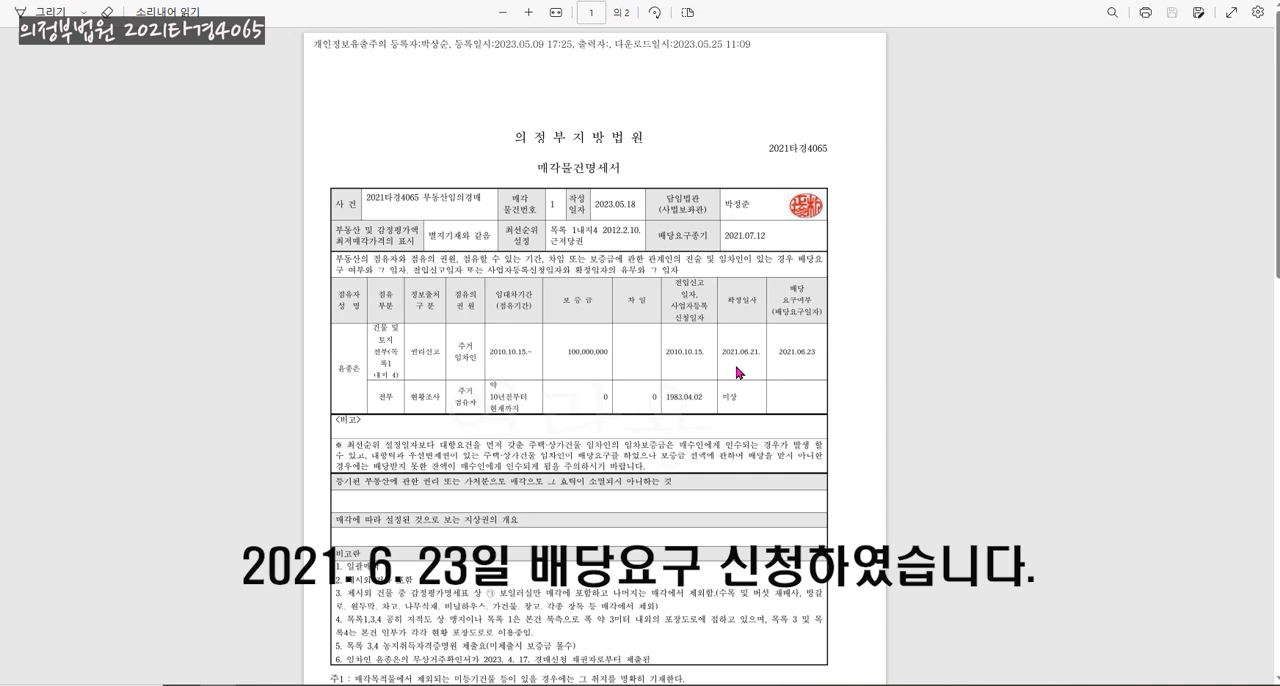 그리기
소리내어 읽기
1 의 2
의정부법원 2021타경4065
개인정보유출주의 등록자:박상순, 등록일시:2023.05.09 17:25, 출력자:, 다운로드일시:2023.05.25 11:09
의 정 부 지 방 법 원
2021타경4065
매각물건명세서
사 건 2021타경4065 부동산임의경매 매각 물건번호 1 작성 일자 2023.05.18 담임법관 (사법보좌관) 박정준
부동산 및 감정평가액 최저매각가격의 표시 별지기재와 같음 최선순위 설정 목록 1내지4 2012.2.10. 근저당권 배당요구종기 2021.07.12
부동산의 점유자와 점유의 권원, 점유할 수 있는 기간, 차임 또는 보증금에 관한 관계인의 진술 및 임차인이 있는 경우 배당요
구 여부와 그 일자, 전입신고일자 또는 사업자등록신청일자와 확정일자의 유무와 그 일자
점유자 성 명 점유 부분 정보출처 구 분 점유의 권 원 임대차기간 (점유기간) 보 증 금 차 임 전입신고 일자, 사업자등록 신청일자 확정일자 배당 요구여부 (배당요구일자)
윤종은 건물 및 토지 전부(목록1 내지 4) 권리신고 주거 임차인 2010.10.15.~ 100,000,000 2010.10.15. 2021.06.21. 2021.06.23
전부 현황조사 주거 점유자 약 10년전부터 현재까지 0 0 1983.04.02 미상
<비고>
※ 최선순위 설정일자보다 대항요건을 먼저 갖춘 주택·상가건물 임차인의 임차보증금은 매수인에게 인수되는 경우가 발생 할
수 있고, 대항력과 우선변제권이 있는 주택·상가건물 임차인이 배당요구를 하였으나 보증금 전액에 관하여 배당을 받지 아니한
경우에는 배당받지 못한 잔액이 매수인에게 인수되게 됨을 주의하시기 바랍니다.
등기된 부동산에 관한 권리 또는 가처분으로 매각으로 그 효력이 소멸되지 아니하는 것
매각에 따라 설정된 것으로 보는 지상권의 개요
비고란
2021 6. 23일 배당요구 신청하였습니다.
1. 일괄매각
2. 제시외 포함
3. 제시외 건물 중 감정평가명세표 상 ㉠ 보일러실만 매각에 포함하고 나머지는 매각에서 제외함.(수목 및 버섯 재배사, 방갈
로, 원두막, 차고, 나무식재, 비닐하우스, 가건물, 창고, 각종 장독 등 매각에서 제외)
4. 목록1,3,4 공히 지적도 상 맹지이나 목록 1은 본건 북측으로 폭 약 3미터 내외의 포장도로에 접하고 있으며, 목록 3 및 목
록4는 본건 일부가 각각 현황 포장도로로 이용중임.
5. 목록 3,4 농지취득자격증명원 제출요(미제출시 보증금 몰수)
6. 임차인 윤종은의 무상거주확인서가 2023. 4. 17. 경매신청 채권자로부터 제출됨
주1 : 매각목적물에서 제외되는 미등기건물 등이 있을 경우에는 그 취지를 명확히 기재한다.